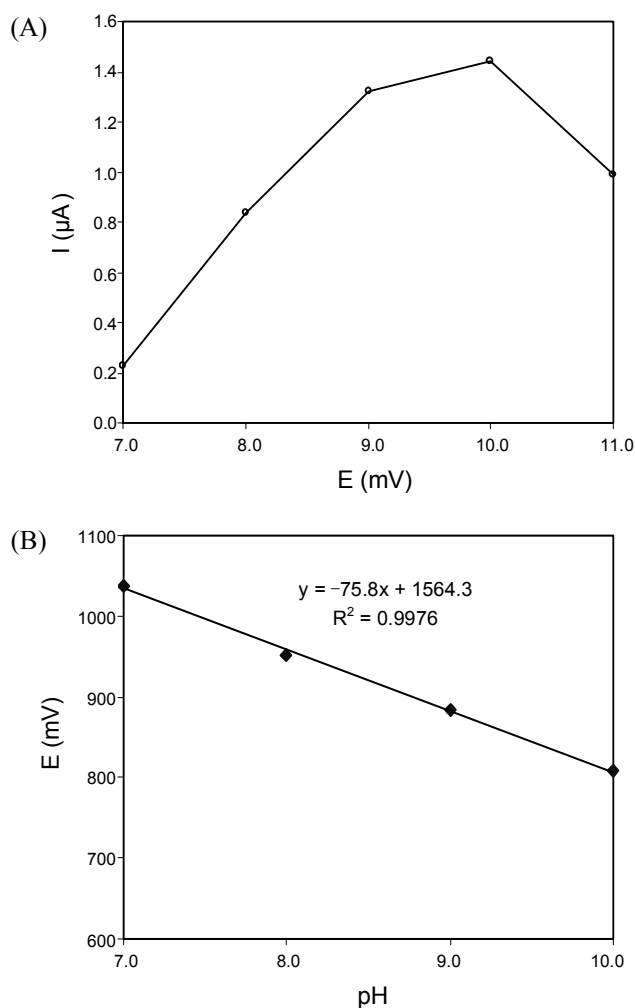 (A)
1.6
1.4
1.2
1.0
0.8
0.6
0.4
0.2
0.0
I (µA)
7.0 8.0 9.0 10.0 11.0
E (mV)
(B)
1100
1000
900
800
700
600
E (mV)
y = −75.8x + 1564.3
R² = 0.9976
7.0 8.0 9.0 10.0
pH